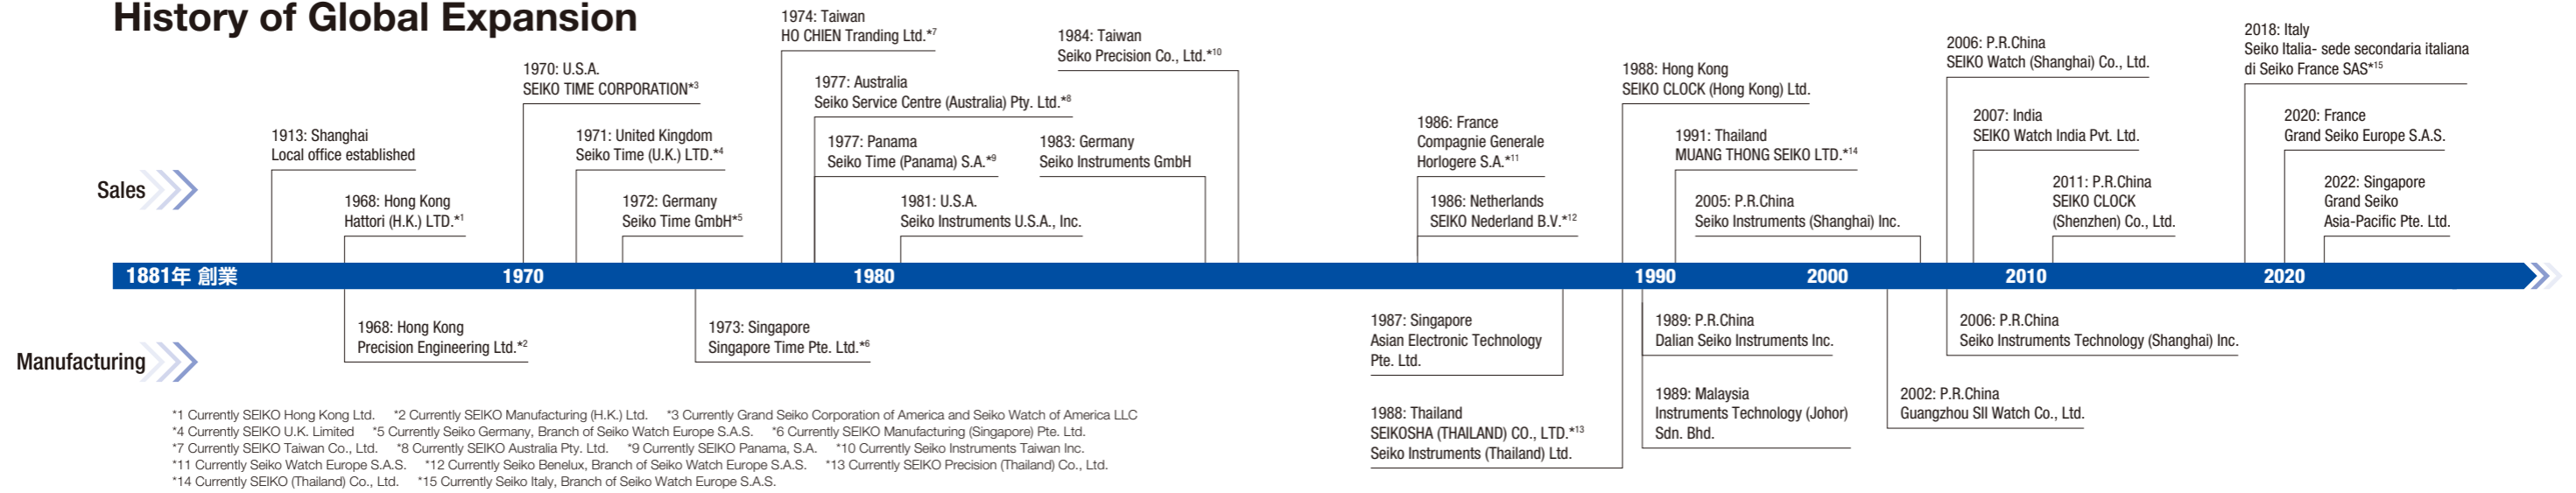 History of Global Expansion
Sales
1913: Shanghai
Local office established
1968: Hong Kong
Hattori (H.K.) LTD.*1
1970: U.S.A.
SEIKO TIME CORPORATION*3
1971: United Kingdom
Seiko Time (U.K.) LTD.*4
1972: Germany
Seiko Time GmbH*5
1974: Taiwan
HO CHIEN Tranding Ltd.*7
1977: Australia
Seiko Service Centre (Australia) Pty. Ltd.*8
1977: Panama
Seiko Time (Panama) S.A.*9
1981: U.S.A.
Seiko Instruments U.S.A., Inc.
1983: Germany
Seiko Instruments GmbH
1984: Taiwan
Seiko Precision Co., Ltd.*10
1986: France
Compagnie Generale
Horlogere S.A.*11
1986: Netherlands
SEIKO Nederland B.V.*12
1988: Hong Kong
SEIKO CLOCK (Hong Kong) Ltd.
1991: Thailand
MUANG THONG SEIKO LTD.*14
2005: P.R.China
Seiko Instruments (Shanghai) Inc.
2006: P.R.China
SEIKO Watch (Shanghai) Co., Ltd.
2007: India
SEIKO Watch India Pvt. Ltd.
2011: P.R.China
SEIKO CLOCK
(Shenzhen) Co., Ltd.
2018: Italy
Seiko Italia- sede secondaria italiana
di Seiko France SAS*15
2020: France
Grand Seiko Europe S.A.S.
2022: Singapore
Grand Seiko
Asia-Pacific Pte. Ltd.
1881年 創業 1970 1980 1990 2000 2010 2020
Manufacturing
1968: Hong Kong
Precision Engineering Ltd.*2
1973: Singapore
Singapore Time Pte. Ltd.*6
1987: Singapore
Asian Electronic Technology
Pte. Ltd.
1988: Thailand
SEIKOSHA (THAILAND) CO., LTD.*13
Seiko Instruments (Thailand) Ltd.
1989: P.R.China
Dalian Seiko Instruments Inc.
1989: Malaysia
Instruments Technology (Johor)
Sdn. Bhd.
2002: P.R.China
Guangzhou SII Watch Co., Ltd.
2006: P.R.China
Seiko Instruments Technology (Shanghai) Inc.
*1 Currently SEIKO Hong Kong Ltd. *2 Currently SEIKO Manufacturing (H.K.) Ltd. *3 Currently Grand Seiko Corporation of America and Seiko Watch of America LLC
*4 Currently SEIKO U.K. Limited *5 Currently Seiko Germany, Branch of Seiko Watch Europe S.A.S. *6 Currently SEIKO Manufacturing (Singapore) Pte. Ltd.
*7 Currently SEIKO Taiwan Co., Ltd. *8 Currently SEIKO Australia Pty. Ltd. *9 Currently SEIKO Panama, S.A. *10 Currently Seiko Instruments Taiwan Inc.
*11 Currently Seiko Watch Europe S.A.S. *12 Currently Seiko Benelux, Branch of Seiko Watch Europe S.A.S. *13 Currently SEIKO Precision (Thailand) Co., Ltd.
*14 Currently SEIKO (Thailand) Co., Ltd. *15 Currently Seiko Italy, Branch of Seiko Watch Europe S.A.S.